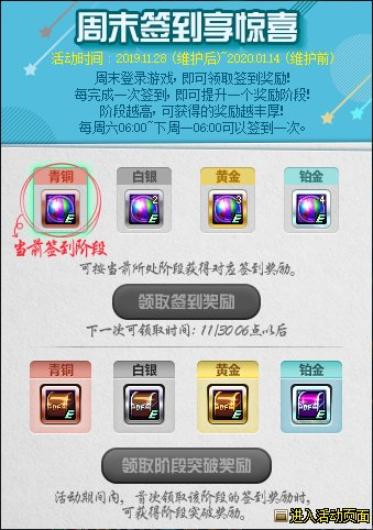 周末签到享惊喜
活动时间：2019.11.28 (维护后)~2020.01.14 (维护前)
周末登录游戏，即可领取签到奖励！
每完成一次签到，即可提升一个奖励阶段！
阶段越高，可获得的奖励越丰厚！
每周六06:00~下周一06:00可以签到一次。
青铜 白银 黄金 铂金
E 2 E 3 E 4 E
当前签到阶段
可按当前所处阶段获得对应签到奖励。
领取签到奖励
下一次可领取时间：11/30 06点以后
青铜 白银 黄金 铂金
E E E E
领取阶段突破奖励
活动期间内，首次领取该阶段的签到奖励时，
可获得阶段突破奖励。
进入活动页面